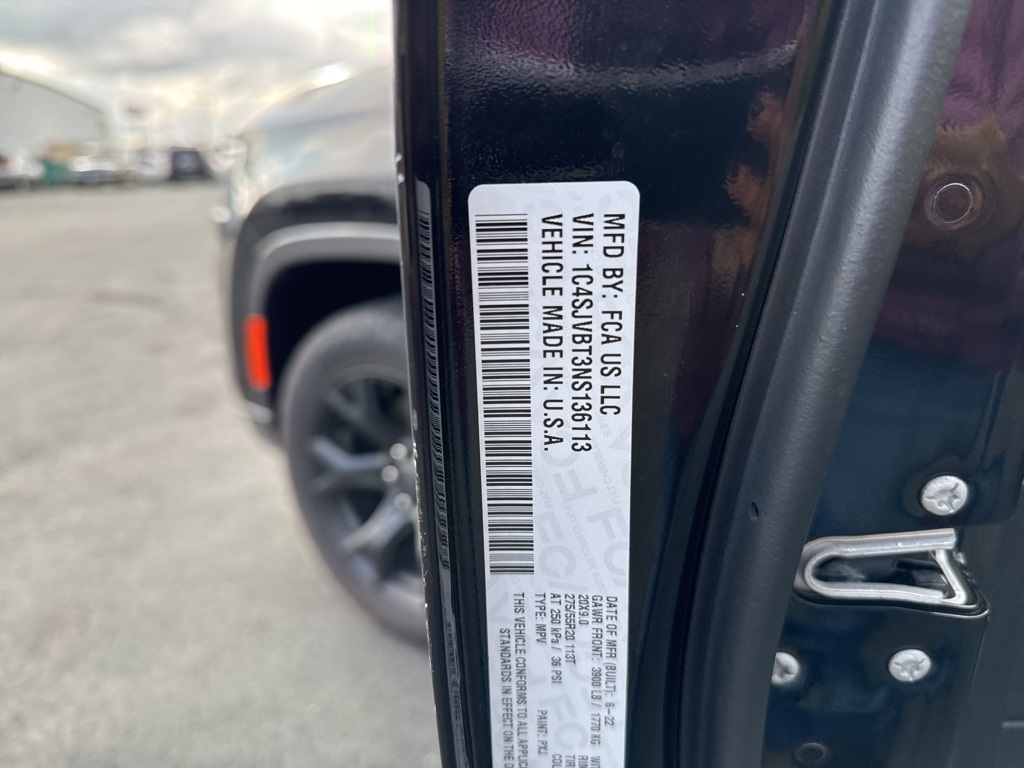 MFD BY: FCA US LLC
VIN: 1C4SJVBT3NS136113
VEHICLE MADE IN: U.S.A.
DATE OF MFR (BUILT): 6-22
GAWR FRONT: 3900 LB / 1770 KG
20X9.0
275/55R20 113T
AT 250 kPa / 36 PSI
TYPE: MPV PAINT: PXJ
THIS VEHICLE CONFORMS TO ALL
STANDARDS IN EFFECT ON THE